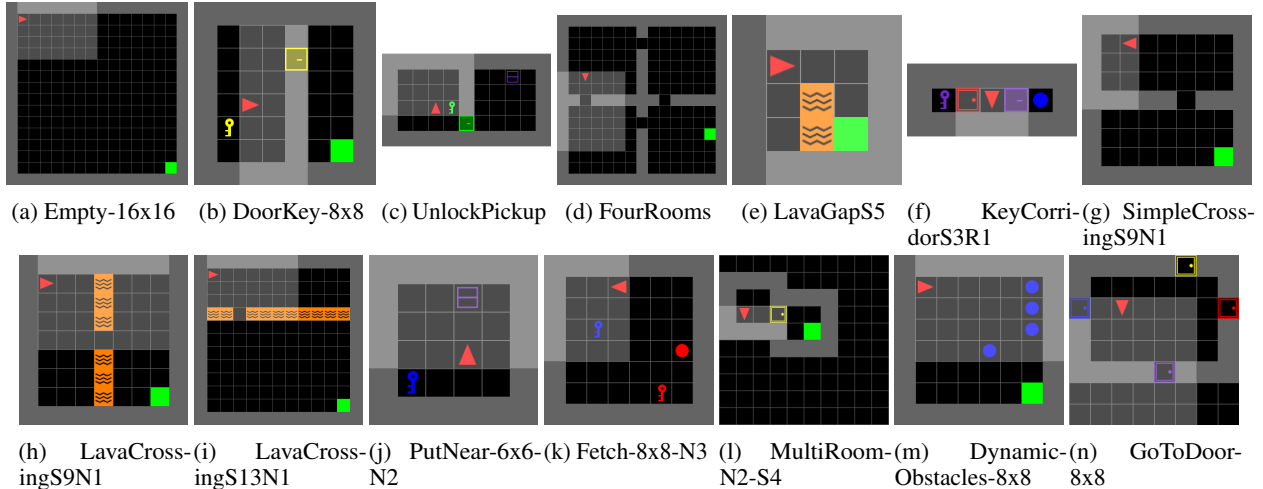 (a) Empty-16x16
(b) DoorKey-8x8
(c) UnlockPickup
(d) FourRooms
(e) LavaGapS5
(f) KeyCorri-
dorS3R1
(g) SimpleCross-
ingS9N1
(h) LavaCross-
ingS9N1
(i) LavaCross-
ingS13N1
(j) PutNear-6x6-
N2
(k) Fetch-8x8-N3
(l) MultiRoom-
N2-S4
(m) Dynamic-
Obstacles-8x8
(n) GoToDoor-
8x8